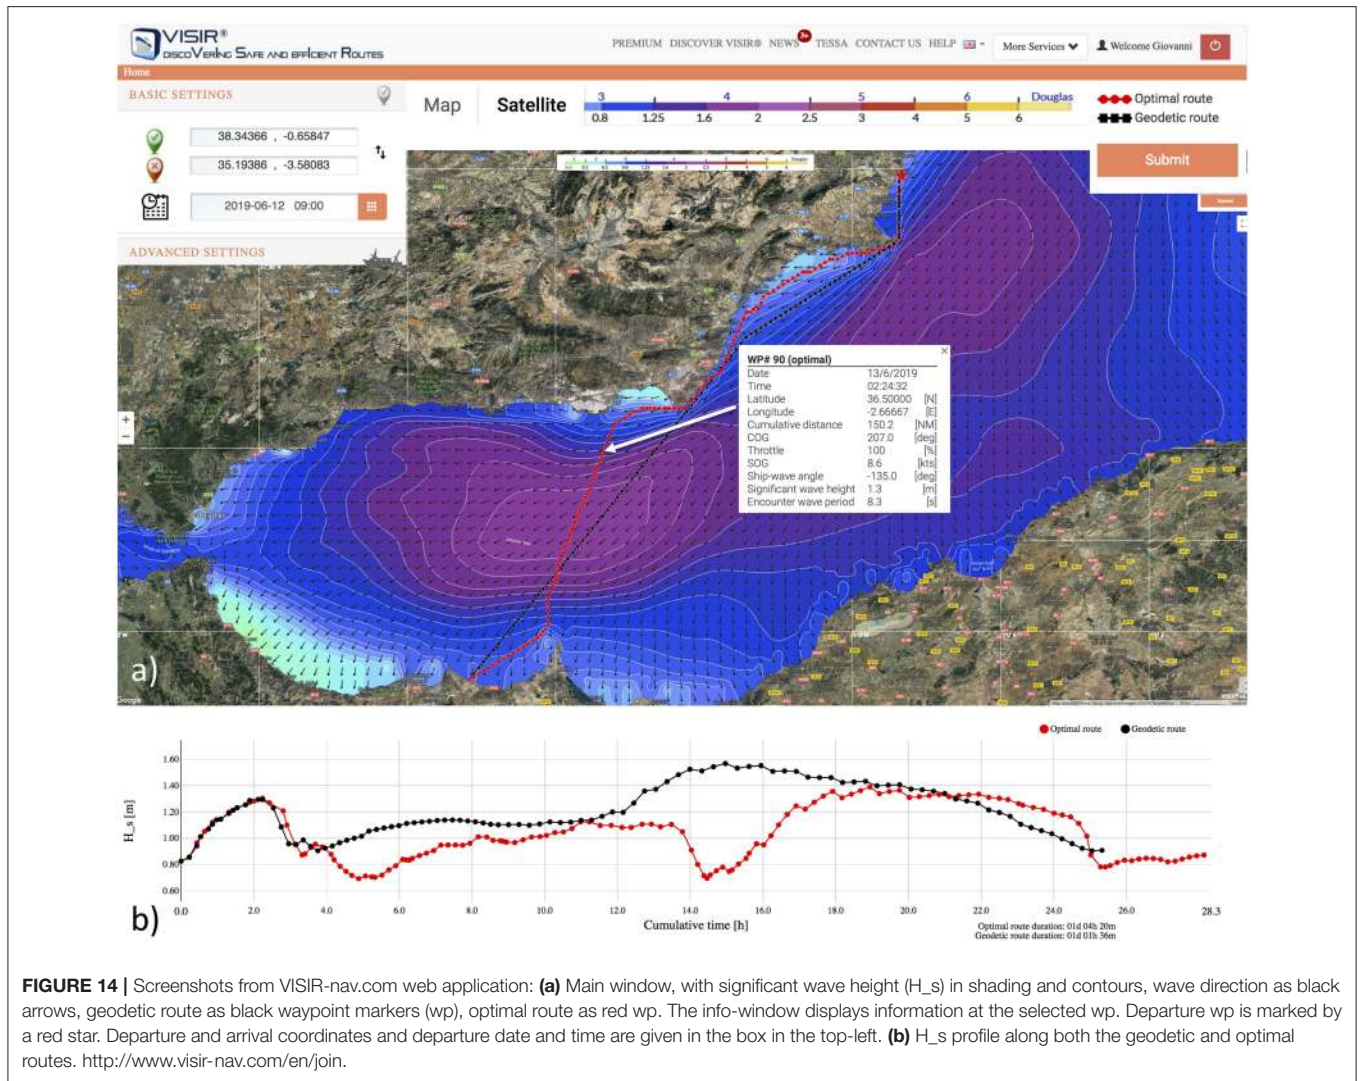 VISIR®
DISCOVERING SAFE AND EFFICIENT ROUTES
PREMIUM DISCOVER VISIR® NEWS 3+ TESSA CONTACT US HELP
More Services
Welcome Giovanni
Home
BASIC SETTINGS
38.34366 , -0.65847
35.19386 , -3.58083
2019-06-12 09:00
ADVANCED SETTINGS
Map Satellite
3 4 5 6 Douglas
0.8 1.25 1.6 2 2.5 3 4 5 6
Optimal route
Geodetic route
Submit
WP# 90 (optimal)
Date 13/6/2019
Time 02:24:32
Latitude 36.50000 [N]
Longitude -2.66667 [E]
Cumulative distance 150.2 [NM]
COG 207.0 [deg]
Throttle 100 [%]
SOG 8.6 [kts]
Ship-wave angle -135.0 [deg]
Significant wave height 1.3 [m]
Encounter wave period 8.3 [s]
+
−
a)
Optimal route Geodetic route
H_s [m]
1.60
1.40
1.20
1.00
0.80
0.60
0.0 2.0 4.0 6.0 8.0 10.0 12.0 14.0 16.0 18.0 20.0 22.0 24.0 26.0 28.3
Cumulative time [h]
Optimal route duration: 01d 04h 20m
Geodetic route duration: 01d 01h 36m
b)
FIGURE 14 | Screenshots from VISIR-nav.com web application: (a) Main window, with significant wave height (H_s) in shading and contours, wave direction as black
arrows, geodetic route as black waypoint markers (wp), optimal route as red wp. The info-window displays information at the selected wp. Departure wp is marked by
a red star. Departure and arrival coordinates and departure date and time are given in the box in the top-left. (b) H_s profile along both the geodetic and optimal
routes. http://www.visir-nav.com/en/join.